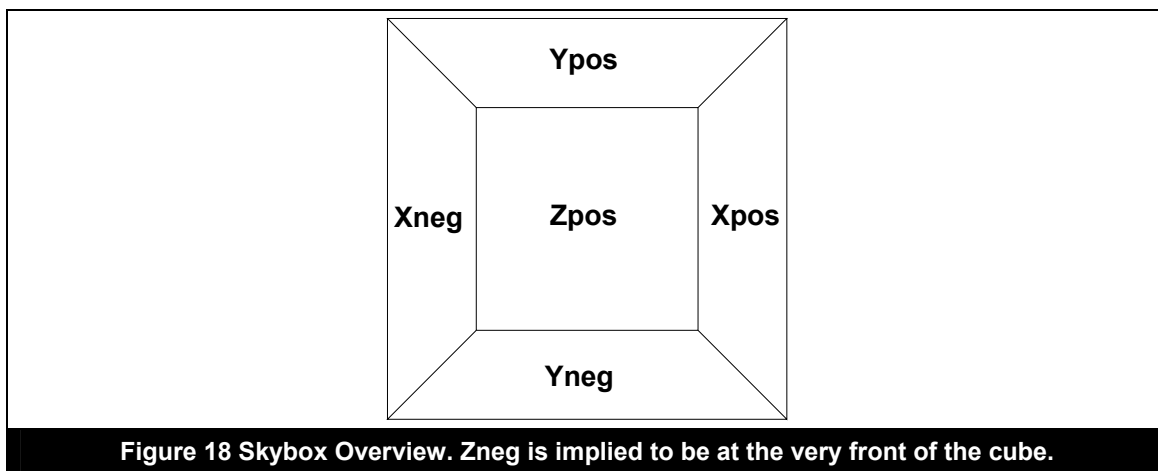 Ypos
Xneg Zpos Xpos
Yneg
Figure 18 Skybox Overview. Zneg is implied to be at the very front of the cube.